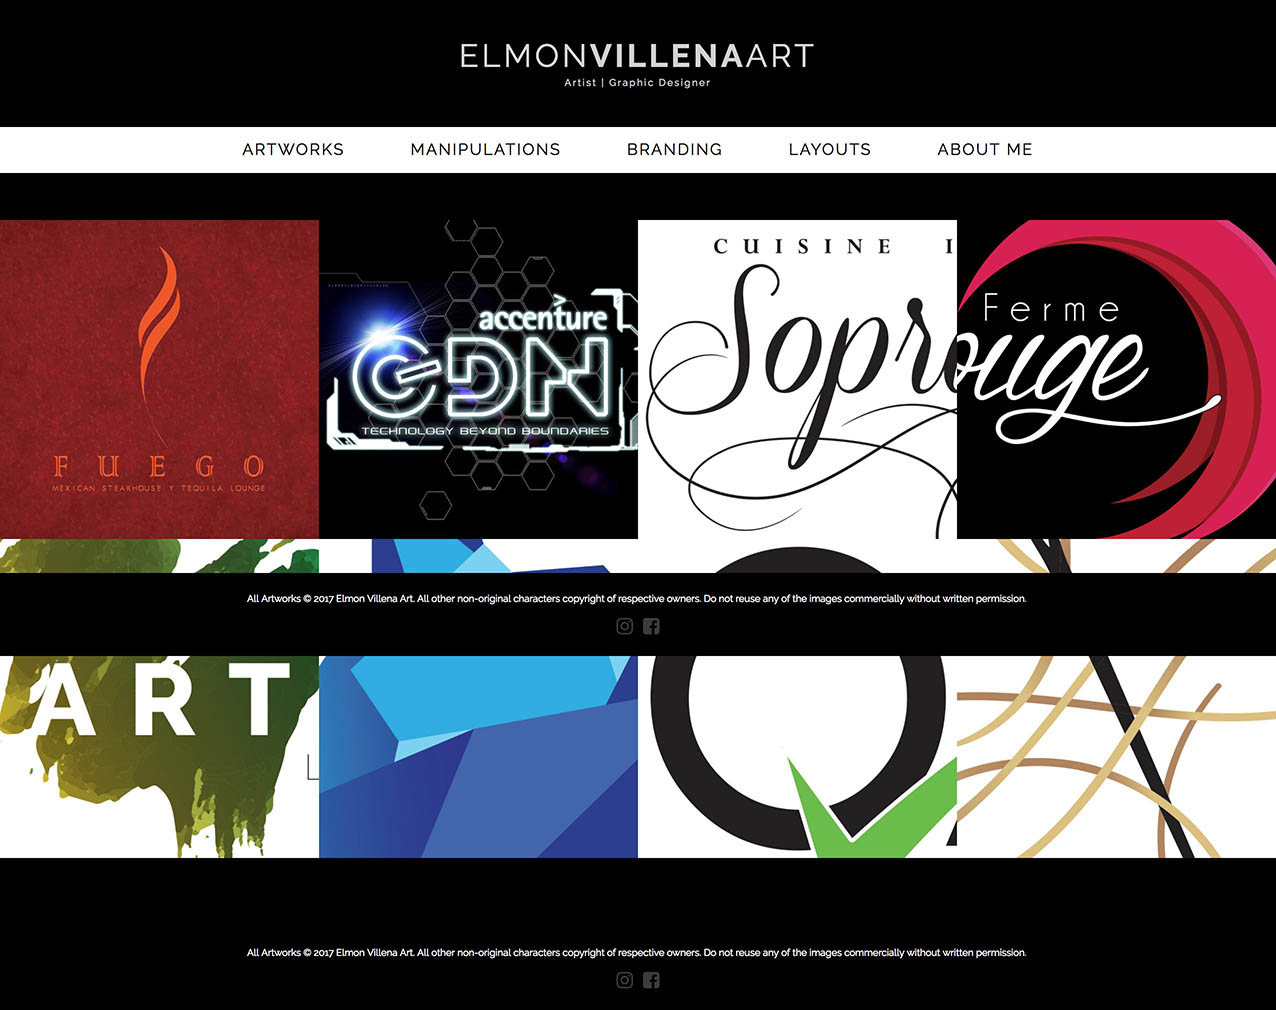 ELMONVILLENAART
Artist | Graphic Designer
ARTWORKS MANIPULATIONS BRANDING LAYOUTS ABOUT ME
FUEGO
MEXICAN STEAKHOUSE Y TEQUILA LOUNGE
accenture
CDN
TECHNOLOGY BEYOND BOUNDARIES
CUISINE I
Sopr
Ferme
ouge
All Artworks © 2017 Elmon Villena Art. All other non-original characters copyright of respective owners. Do not reuse any of the images commercially without written permission.
ART
L
All Artworks © 2017 Elmon Villena Art. All other non-original characters copyright of respective owners. Do not reuse any of the images commercially without written permission.